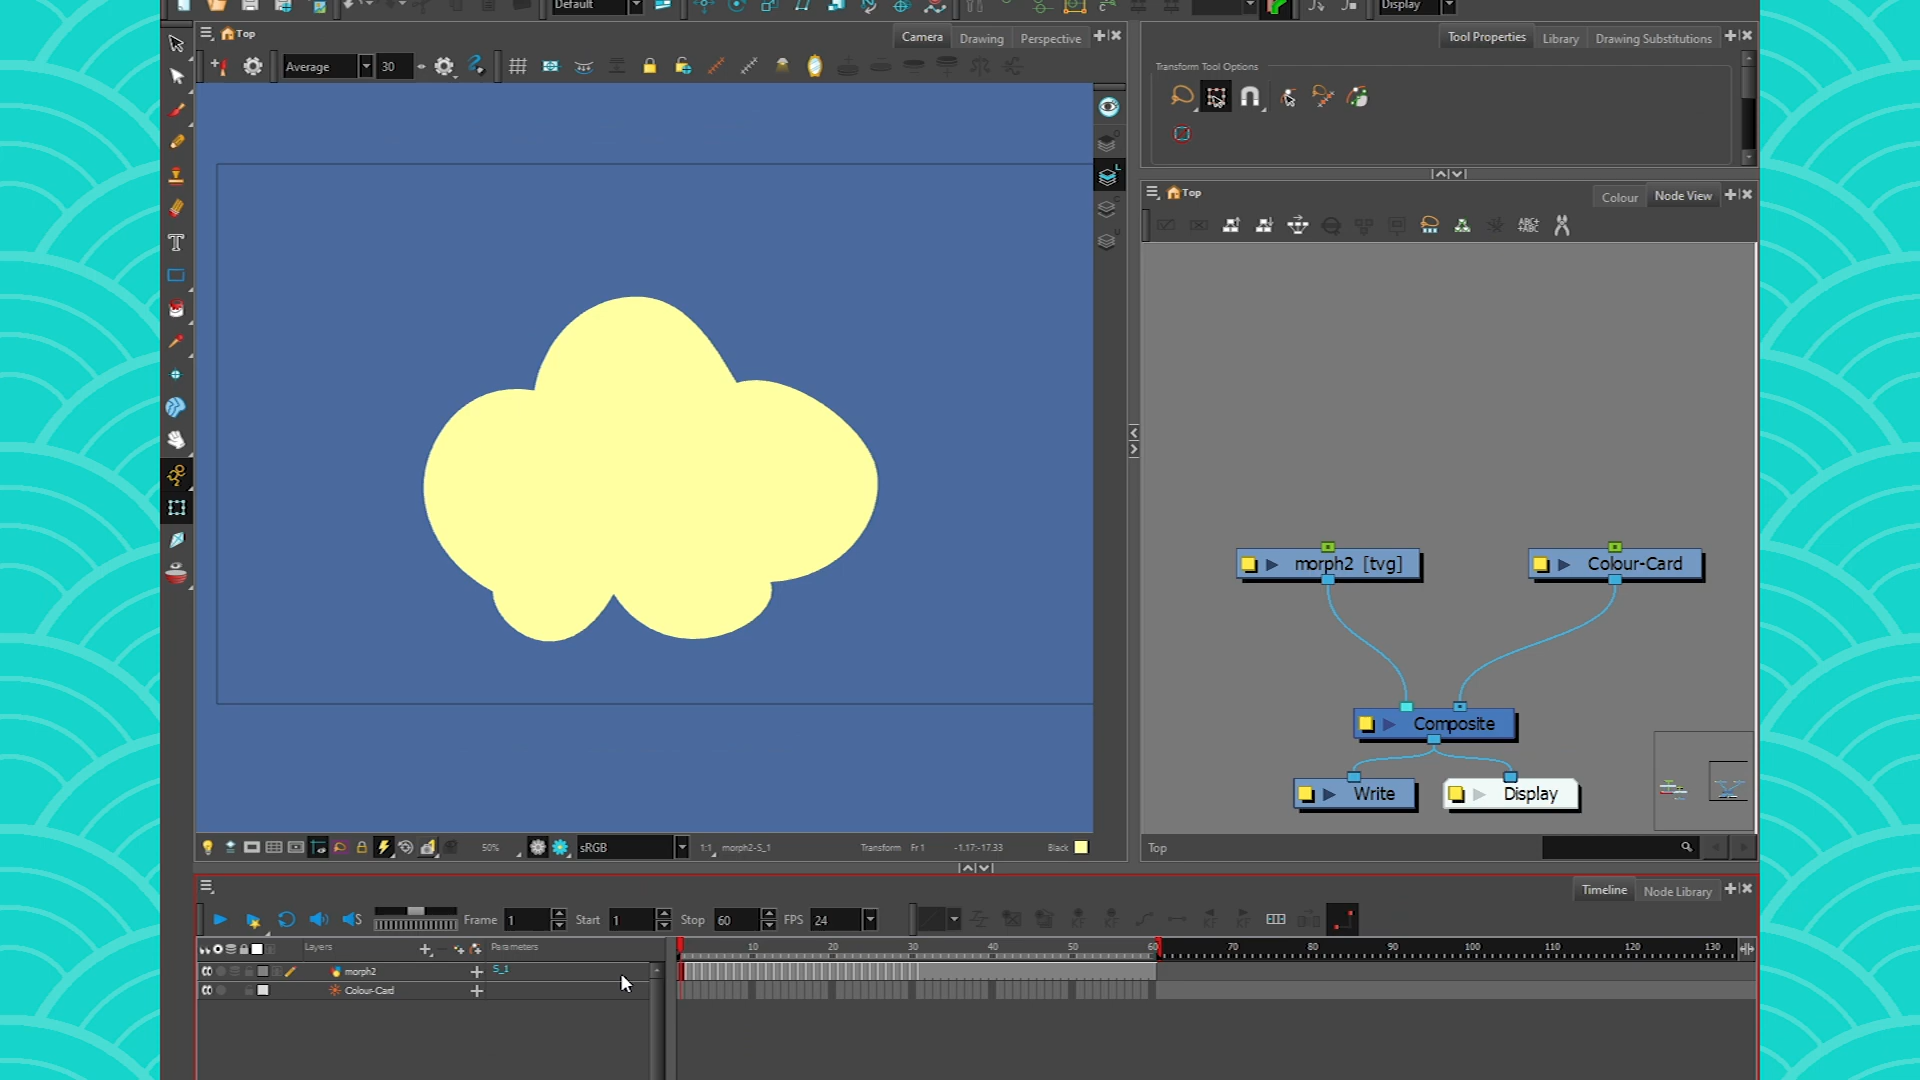 Default
Display
Top
Camera
Drawing
Perspective
Tool Properties
Library
Drawing Substitutions
Average
30
Transform Tool Options
Top
Colour
Node View
morph2 [tvg]
Colour-Card
Composite
Write
Display
50%
sRGB
1:1
morph2-S_1
Transform
Fr 1
-1.17:-17.33
Black
Top
Timeline
Node Library
Frame
1
Start
1
Stop
60
FPS
24
Layers
Parameters
10
20
30
40
50
60
70
80
90
100
110
120
130
morph2
S_1
Colour-Card